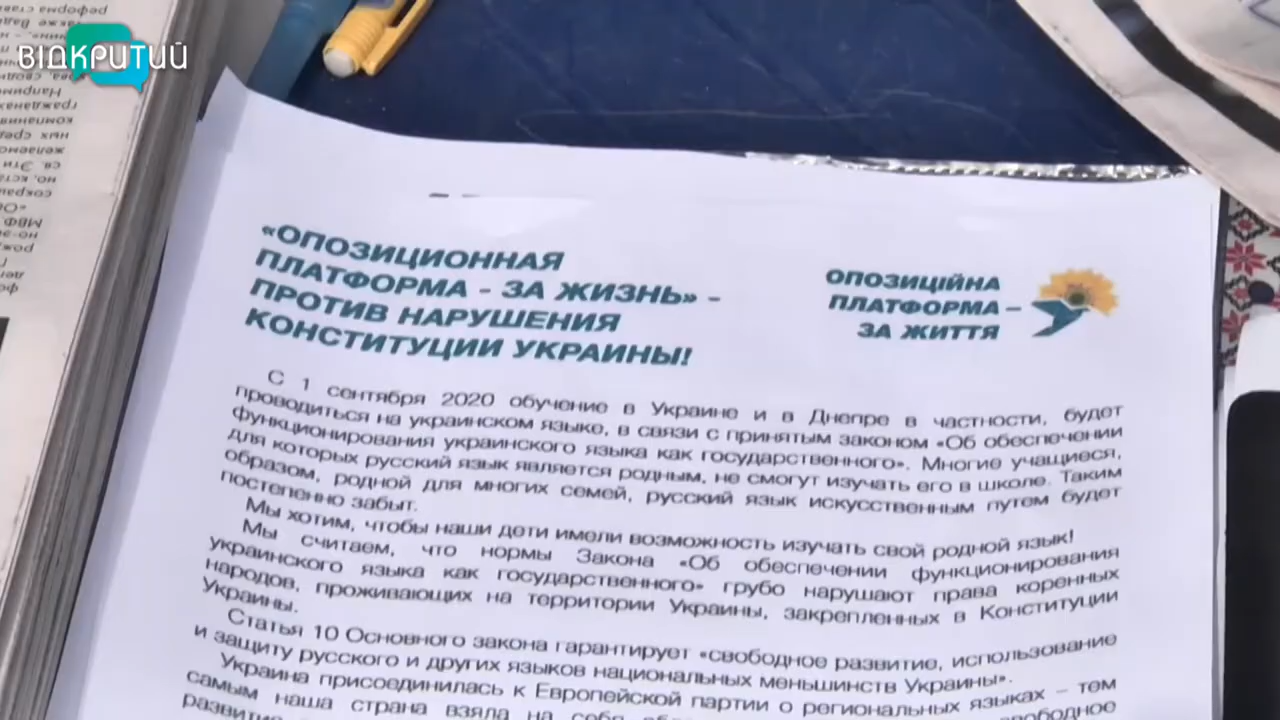 ВІДКРИТИЙ
«ОПОЗИЦИОННАЯ
ПЛАТФОРМА - ЗА ЖИЗНЬ» -
ПРОТИВ НАРУШЕНИЯ
КОНСТИТУЦИИ УКРАИНЫ!
ОПОЗИЦІЙНА
ПЛАТФОРМА –
ЗА ЖИТТЯ
С 1 сентября 2020 обучение в Украине и в Днепре в частности, будет
проводиться на украинском языке, в связи с принятым законом «Об обеспечении
функционирования украинского языка как государственного». Многие учащиеся,
для которых русский язык является родным, не смогут изучать его в школе. Таким
образом, родной для многих семей, русский язык искусственным путем будет
постепенно забыт.
Мы хотим, чтобы наши дети имели возможность изучать свой родной язык!
Мы считаем, что нормы Закона «Об обеспечении функционирования
украинского языка как государственного» грубо нарушают права коренных
народов, проживающих на территории Украины, закрепленных в Конституции
Украины.
Статья 10 Основного закона гарантирует «свободное развитие, использование
и защиту русского и других языков национальных меньшинств Украины».
Украина присоединилась к Европейской партии о региональных языках – тем
самым наша страна взяла на себя
свободное
развитие